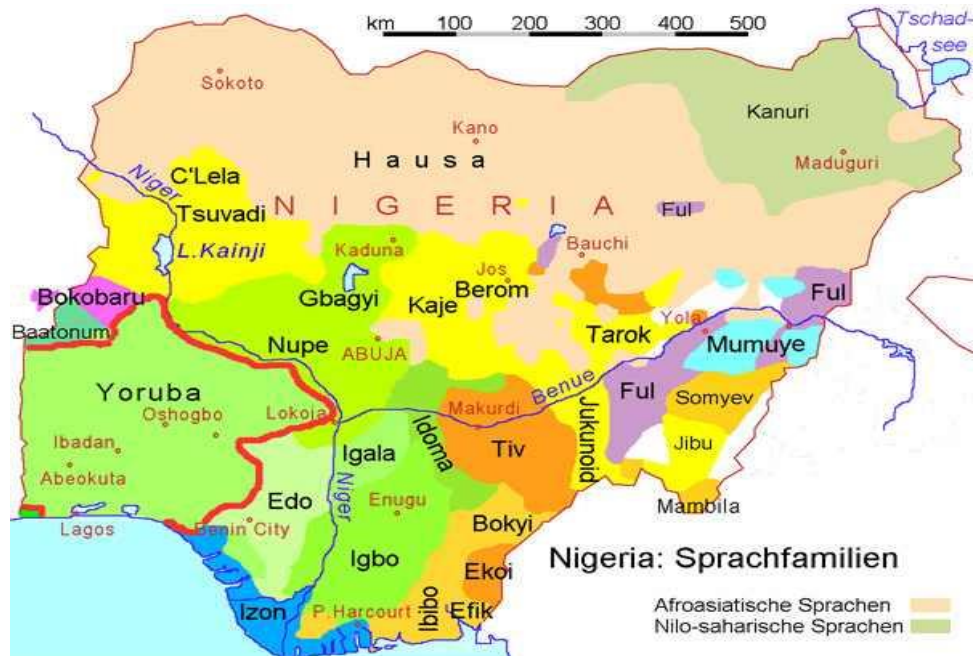 km 100 200 300 400 500
Tschad-
see
Sokoto
Kanuri
Kano
Hausa
Maduguri
C'Lela
Niger
Tsuvadi
NIGERIA
Ful
L.Kainji
Kaduna
Bauchi
Jos
Berom
Gbagyi
Kaje
Ful
Bokobaru
Baatonum
Nupe
ABUJA
Tarok
Yola
Mumuye
Yoruba
Benue
Ful
Somyev
Oshogbo
Lokoja
Makurdi
Idoma
Tiv
Jukunoid
Jibu
Ibadan
Igala
Abeokuta
Edo
Niger
Enugu
Mambila
Lagos
Benin City
Bokyi
Igbo
Nigeria: Sprachfamilien
Ekoi
Izon
P.Harcourt
Ibibo
Efik
Afroasiatische Sprachen
Nilo-saharische Sprachen